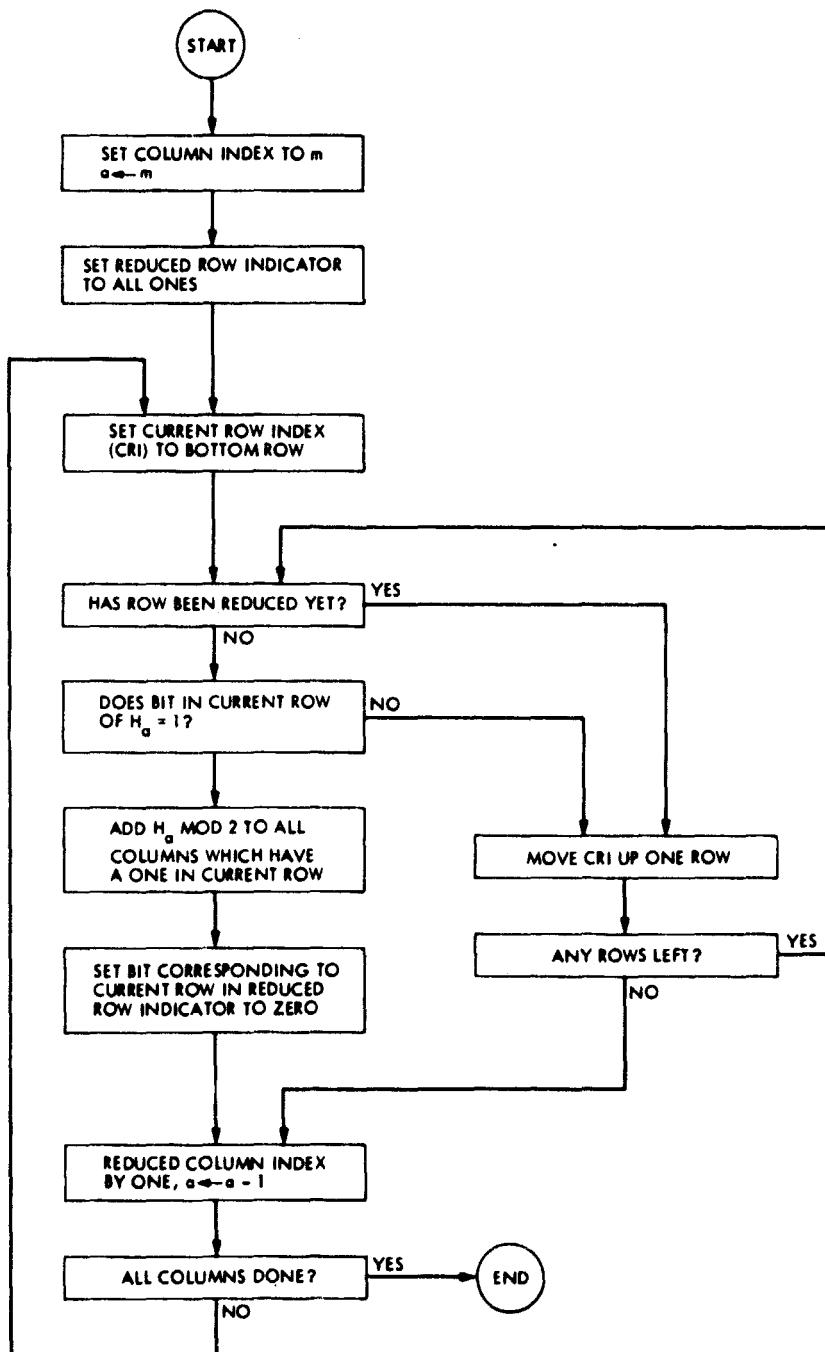 START
SET COLUMN INDEX TO m
a ← m
SET REDUCED ROW INDICATOR
TO ALL ONES
SET CURRENT ROW INDEX
(CRI) TO BOTTOM ROW
HAS ROW BEEN REDUCED YET?
YES
NO
DOES BIT IN CURRENT ROW
OF Ha = 1?
NO
ADD Ha MOD 2 TO ALL
COLUMNS WHICH HAVE
A ONE IN CURRENT ROW
MOVE CRI UP ONE ROW
SET BIT CORRESPONDING TO
CURRENT ROW IN REDUCED
ROW INDICATOR TO ZERO
ANY ROWS LEFT?
YES
NO
REDUCED COLUMN INDEX
BY ONE, a ← a - 1
ALL COLUMNS DONE?
YES
END
NO